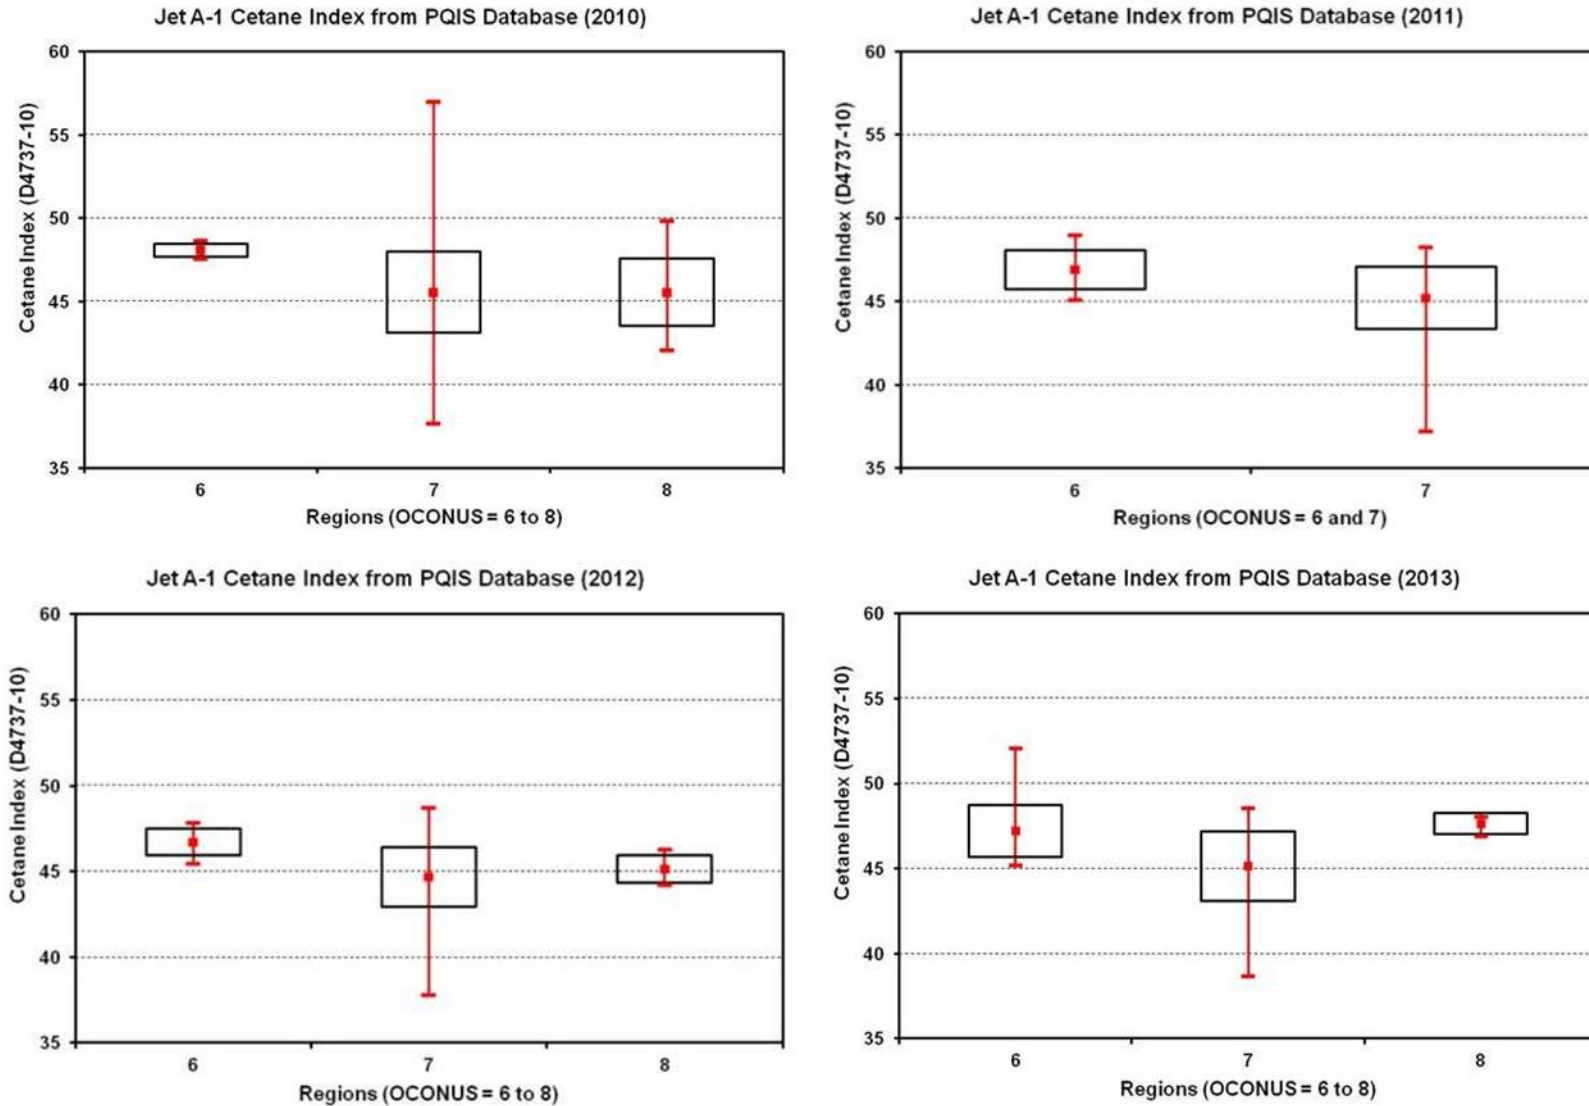 Jet A-1 Cetane Index from PQIS Database (2010)
60
55
50
45
40
35
Cetane Index (D4737-10)
6 7 8
Regions (OCONUS = 6 to 8)
Jet A-1 Cetane Index from PQIS Database (2011)
60
55
50
45
40
35
Cetane Index (D4737-10)
6 7
Regions (OCONUS = 6 and 7)
Jet A-1 Cetane Index from PQIS Database (2012)
60
55
50
45
40
35
Cetane Index (D4737-10)
6 7 8
Regions (OCONUS = 6 to 8)
Jet A-1 Cetane Index from PQIS Database (2013)
60
55
50
45
40
35
Cetane Index (D4737-10)
6 7 8
Regions (OCONUS = 6 to 8)